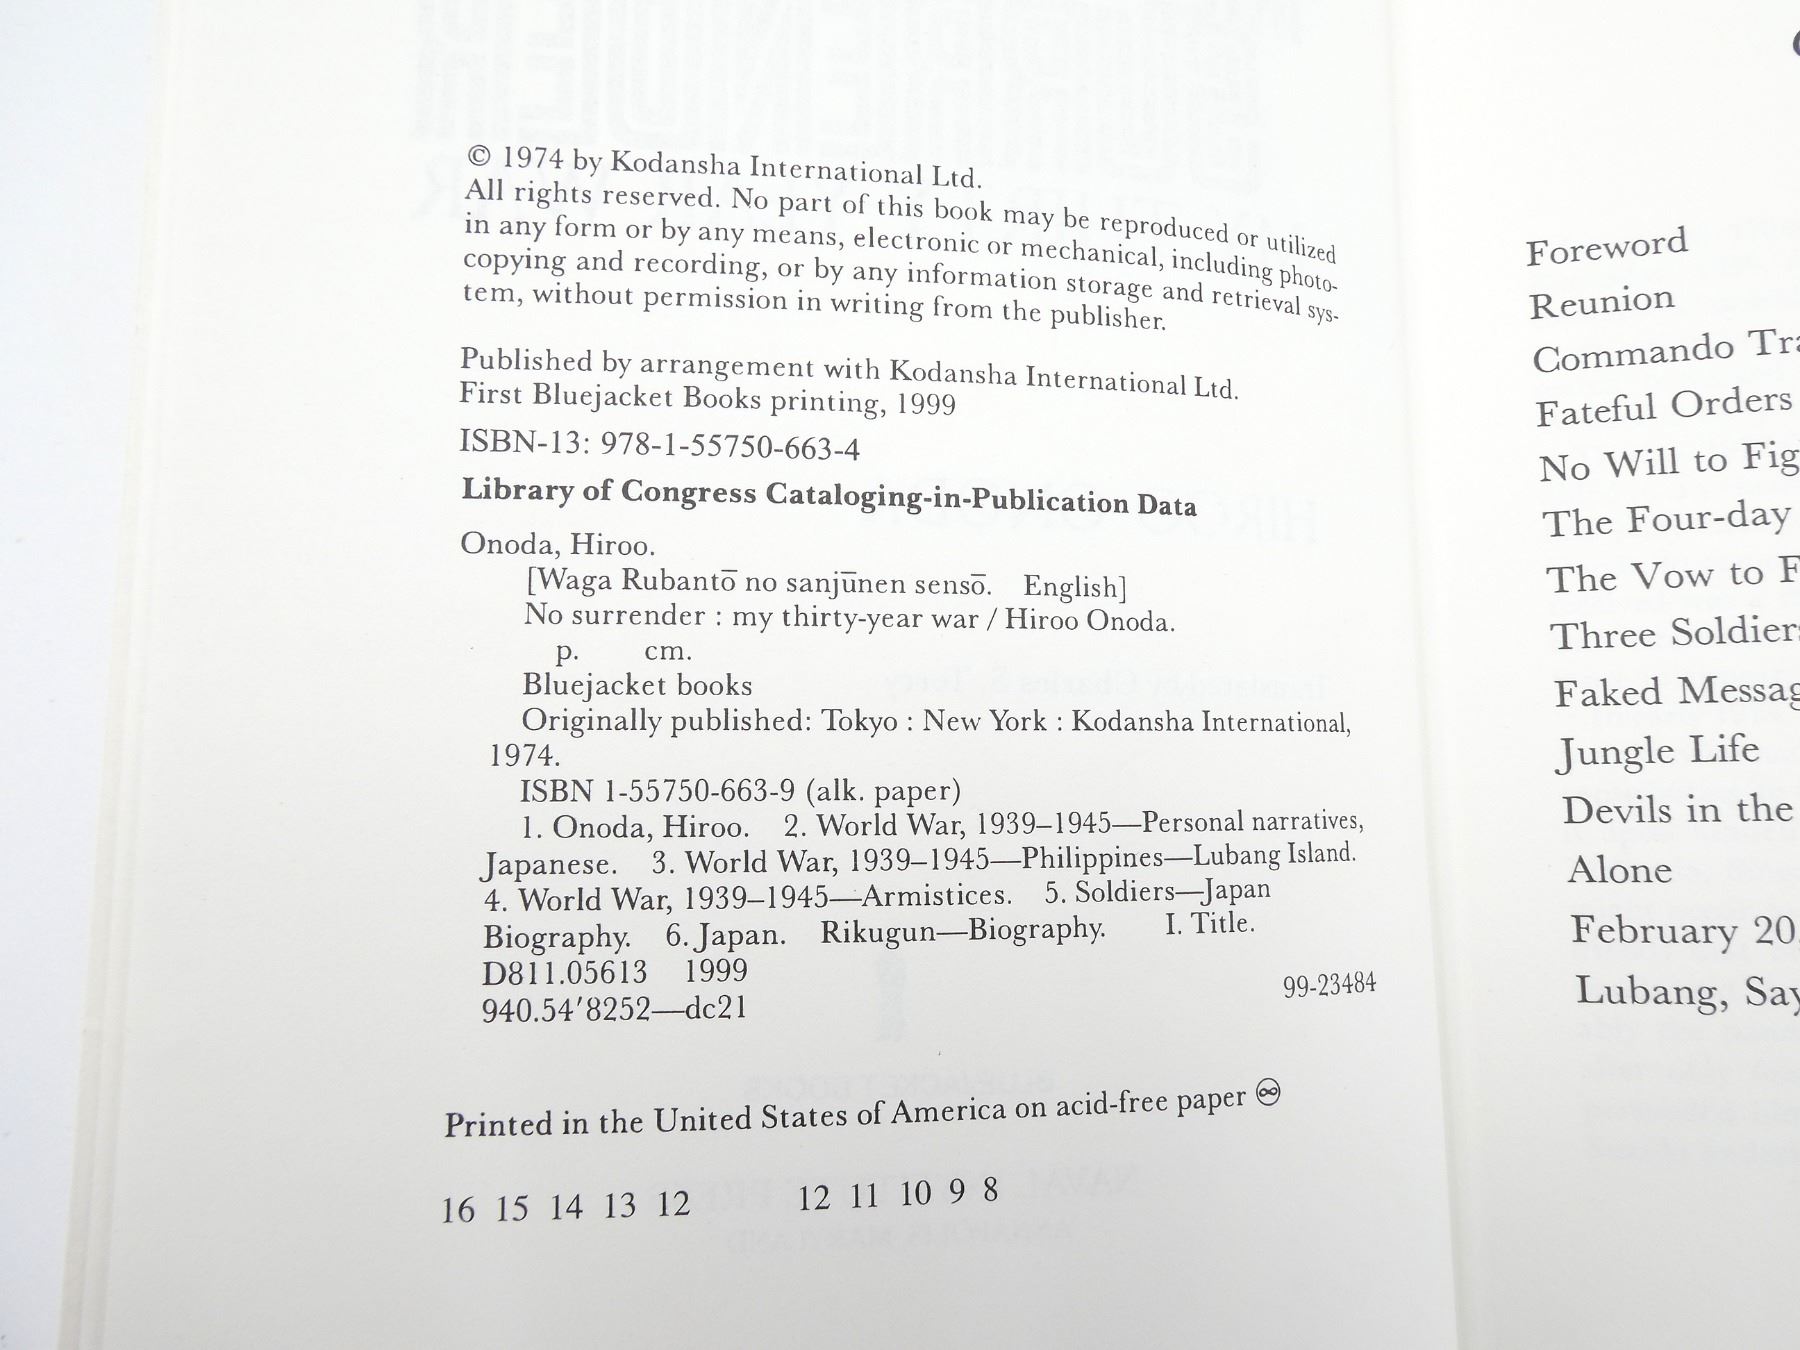 © 1974 by Kodansha International Ltd.
All rights reserved. No part of this book may be reproduced or utilized
in any form or by any means, electronic or mechanical, including photo-
copying and recording, or by any information storage and retrieval sys-
tem, without permission in writing from the publisher.
Published by arrangement with Kodansha International Ltd.
First Bluejacket Books printing, 1999
ISBN-13: 978-1-55750-663-4
Library of Congress Cataloging-in-Publication Data
Onoda, Hiroo.
[Waga Rubantō no sanjūnen sensō. English]
No surrender : my thirty-year war / Hiroo Onoda.
p. cm.
Bluejacket books
Originally published: Tokyo : New York : Kodansha International,
1974.
ISBN 1-55750-663-9 (alk. paper)
1. Onoda, Hiroo. 2. World War, 1939–1945—Personal narratives,
Japanese. 3. World War, 1939–1945—Philippines—Lubang Island.
4. World War, 1939–1945—Armistices. 5. Soldiers—Japan
Biography. 6. Japan. Rikugun—Biography. I. Title.
D811.05613 1999
940.54′8252—dc21 99-23484
Printed in the United States of America on acid-free paper ♾
16 15 14 13 12 12 11 10 9 8
Foreword
Reunion
Commando Tra
Fateful Orders
No Will to Fig
The Four-day
The Vow to F
Three Soldiers
Faked Messag
Jungle Life
Devils in the
Alone
February 20,
Lubang, Say